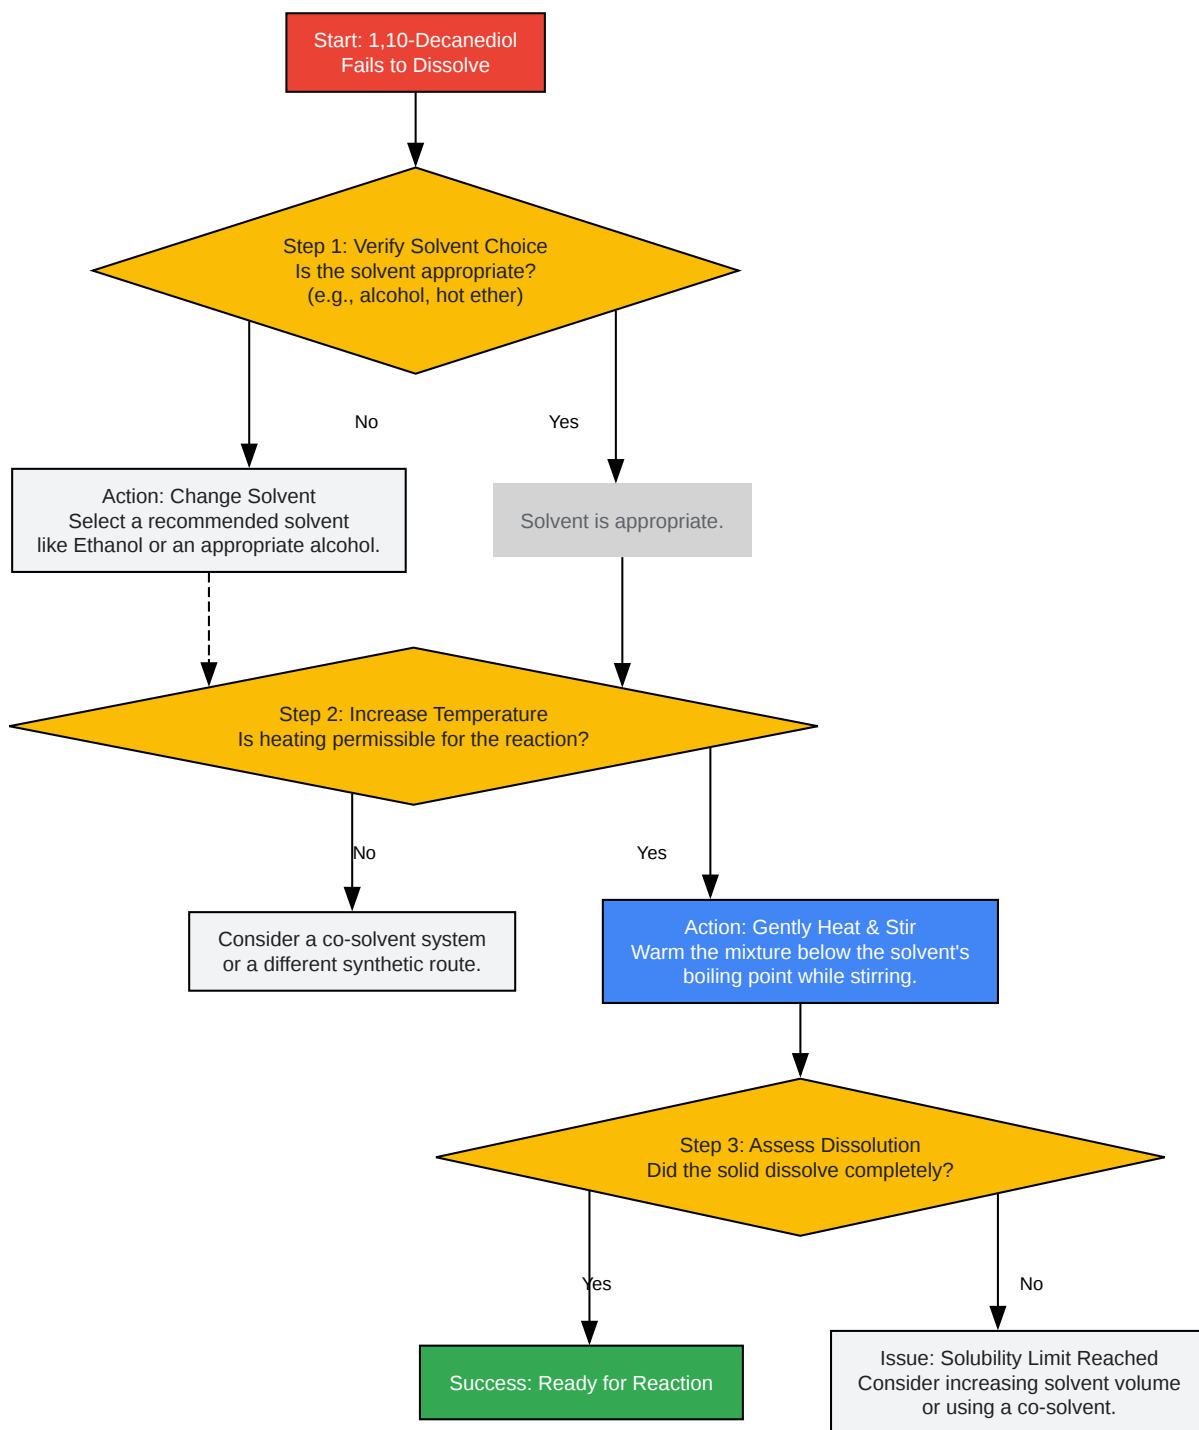 Start: 1,10-Decanediol
Fails to Dissolve
Step 1: Verify Solvent Choice
Is the solvent appropriate?
(e.g., alcohol, hot ether)
No
Yes
Action: Change Solvent
Select a recommended solvent
like Ethanol or an appropriate alcohol.
Solvent is appropriate.
Step 2: Increase Temperature
Is heating permissible for the reaction?
No
Yes
Consider a co-solvent system
or a different synthetic route.
Action: Gently Heat & Stir
Warm the mixture below the solvent's
boiling point while stirring.
Step 3: Assess Dissolution
Did the solid dissolve completely?
Yes
No
Success: Ready for Reaction
Issue: Solubility Limit Reached
Consider increasing solvent volume
or using a co-solvent.